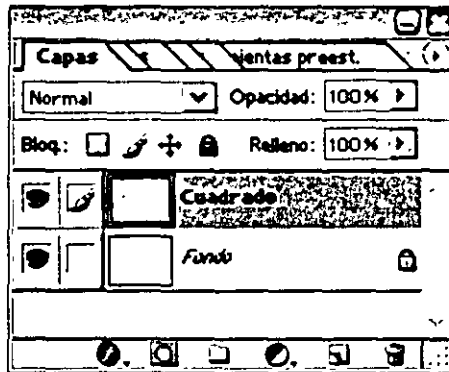 Capas ientas preest.
Normal Opacidad: 100%
Bloq.: Relleno: 100%
Cuadrado
Fondo